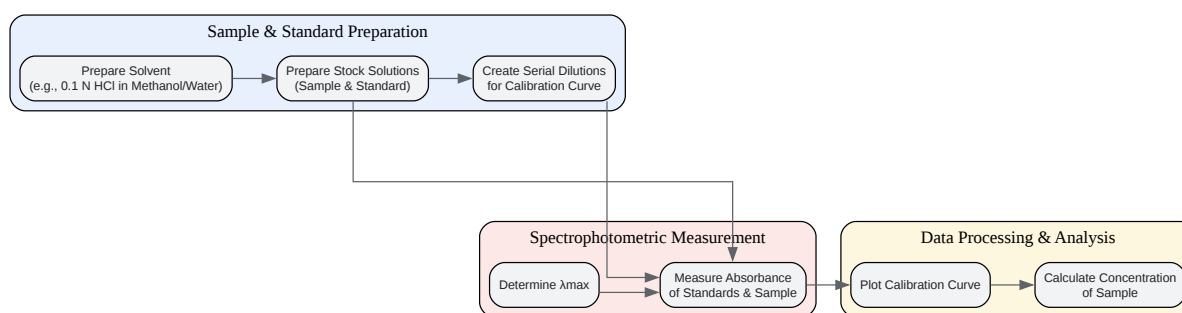 Sample & Standard Preparation
Prepare Solvent
(e.g., 0.1 N HCl in Methanol/Water)
Prepare Stock Solutions
(Sample & Standard)
Create Serial Dilutions
for Calibration Curve
Spectrophotometric Measurement
Determine λmax
Measure Absorbance
of Standards & Sample
Data Processing & Analysis
Plot Calibration Curve
Calculate Concentration
of Sample